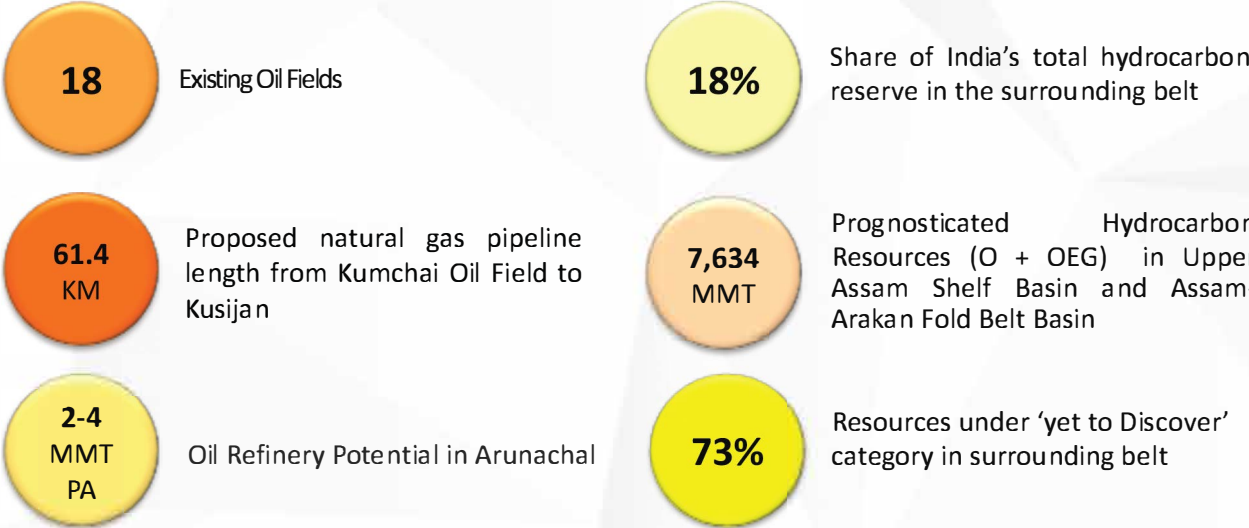 18
Existing Oil Fields
18%
Share of India's total hydrocarbon
reserve in the surrounding belt
61.4
KM
Proposed natural gas pipeline
length from Kumchai Oil Field to
Kusijan
7,634
MMT
Prognosticated Hydrocarbon
Resources (O + OEG) in Upper
Assam Shelf Basin and Assam-
Arakan Fold Belt Basin
2-4
MMT
PA
Oil Refinery Potential in Arunachal
73%
Resources under ‘yet to Discover’
category in surrounding belt